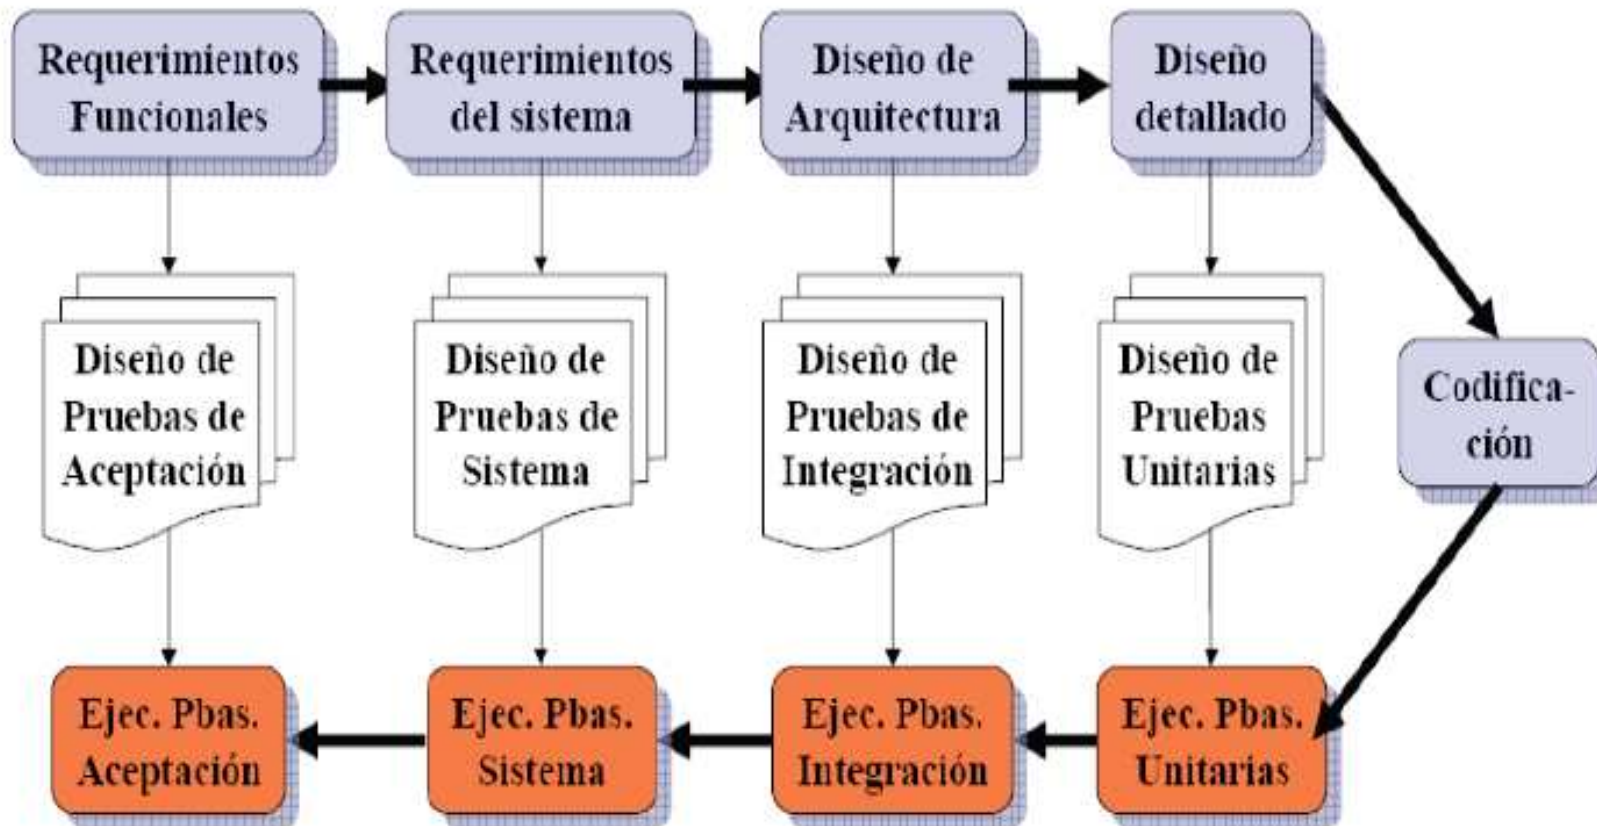 Requerimientos
Funcionales
Requerimientos
del sistema
Diseño de
Arquitectura
Diseño
detallado
Diseño de
Pruebas de
Aceptación
Diseño de
Pruebas de
Sistema
Diseño de
Pruebas de
Integración
Diseño de
Pruebas
Unitarias
Codifica-
ción
Ejec. Pbas.
Aceptación
Ejec. Pbas.
Sistema
Ejec. Pbas.
Integración
Ejec. Pbas.
Unitarias